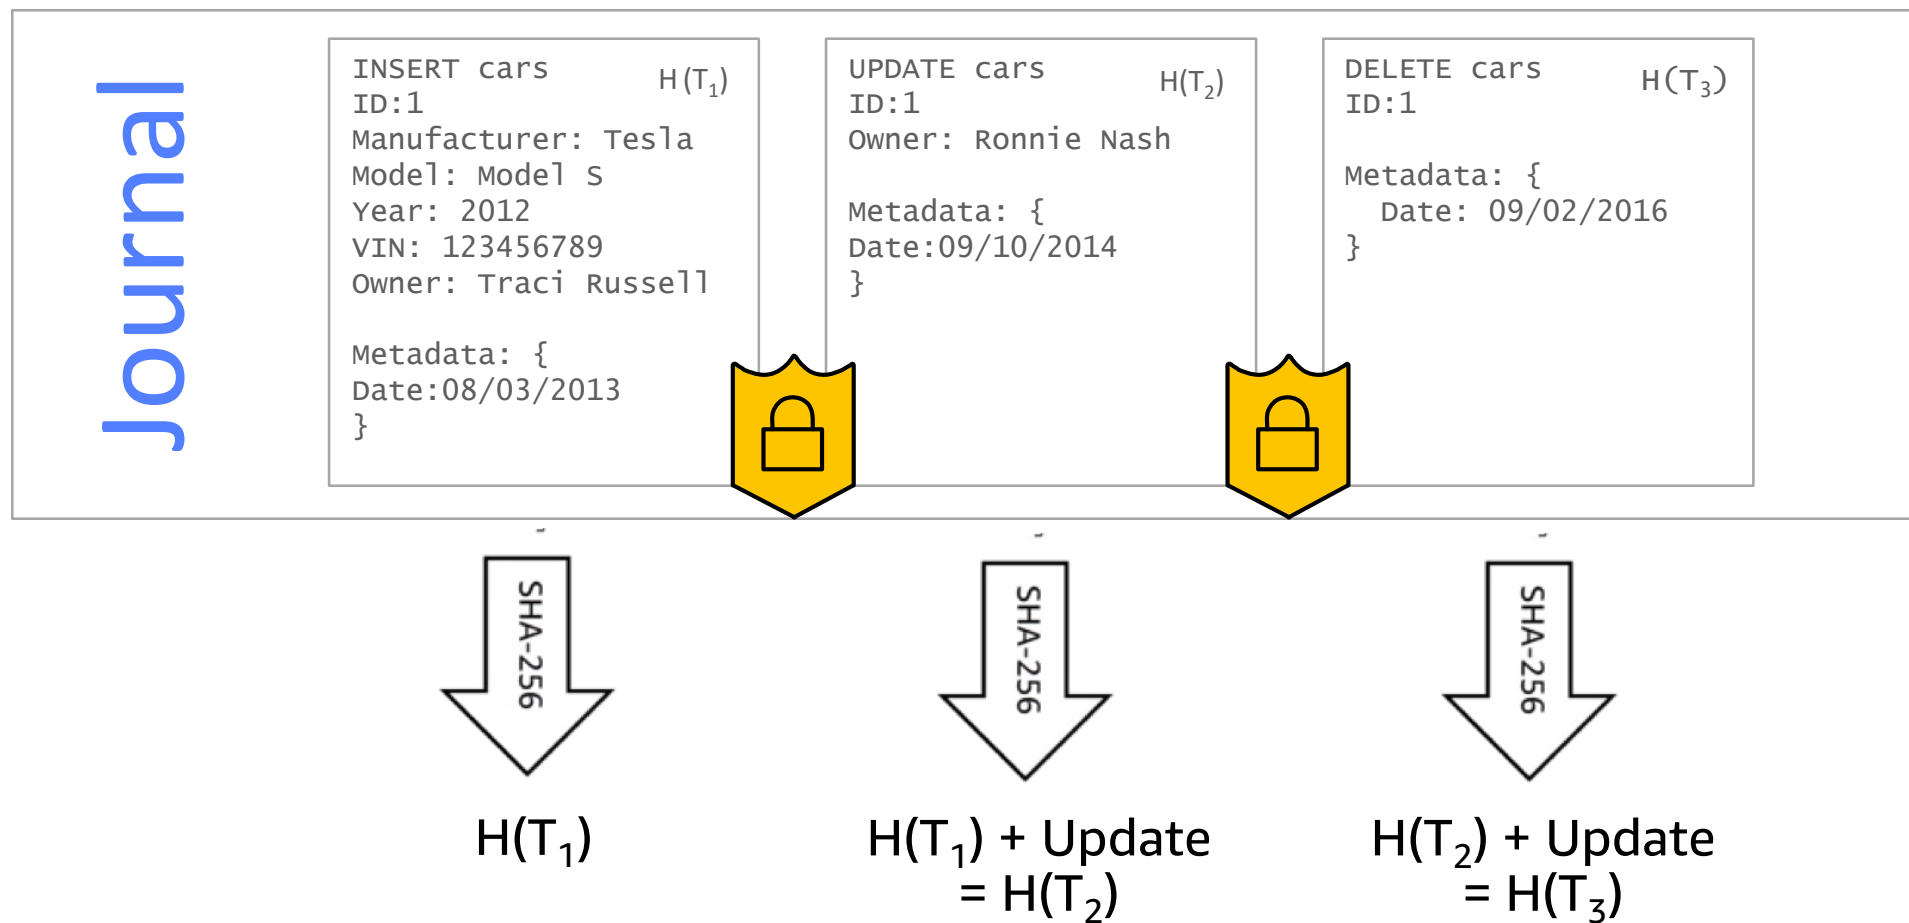 Journal
INSERT cars
H(T₁)
ID:1
Manufacturer: Tesla
Model: Model S
Year: 2012
VIN: 123456789
Owner: Traci Russell
Metadata: {
Date:08/03/2013
}
UPDATE cars
H(T₂)
ID:1
Owner: Ronnie Nash
Metadata: {
Date:09/10/2014
}
DELETE cars
H(T₃)
ID:1
Metadata: {
Date: 09/02/2016
}
SHA-256
SHA-256
SHA-256
H(T₁)
H(T₁) + Update
= H(T₂)
H(T₂) + Update
= H(T₃)